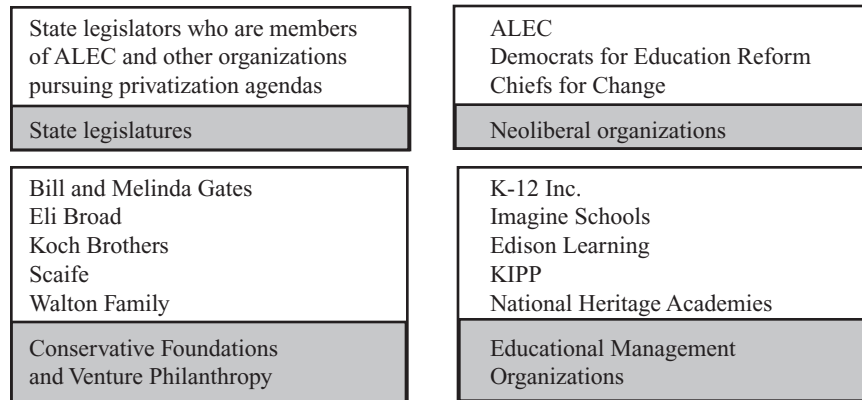 State legislators who are members
of ALEC and other organizations
pursuing privatization agendas
State legislatures
ALEC
Democrats for Education Reform
Chiefs for Change
Neoliberal organizations
Bill and Melinda Gates
Eli Broad
Koch Brothers
Scaife
Walton Family
Conservative Foundations
and Venture Philanthropy
K-12 Inc.
Imagine Schools
Edison Learning
KIPP
National Heritage Academies
Educational Management
Organizations